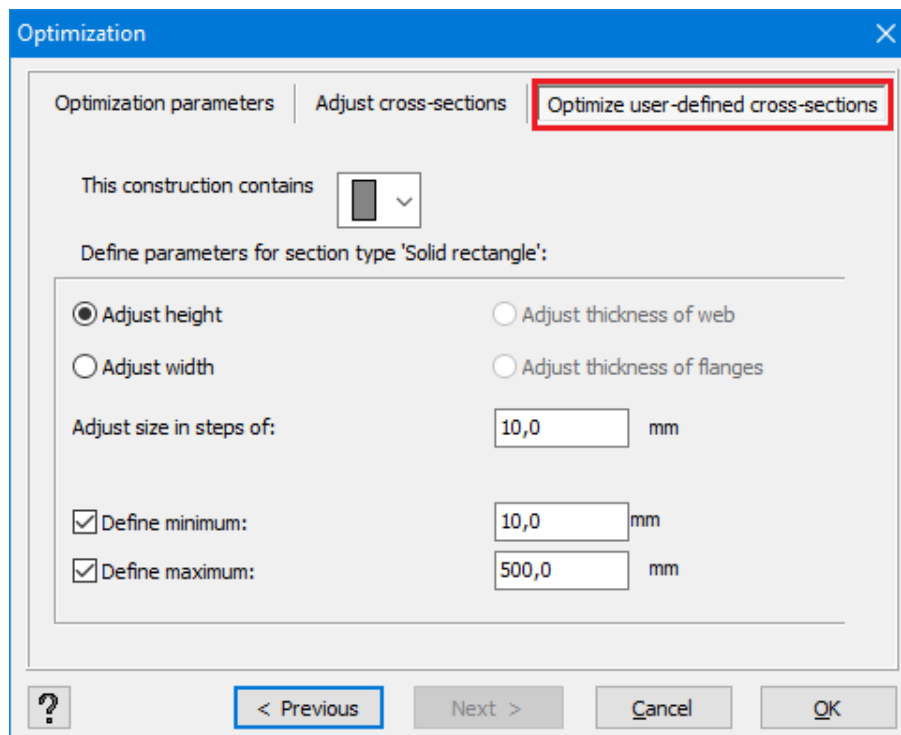 Optimization
Optimization parameters Adjust cross-sections Optimize user-defined cross-sections
This construction contains
Define parameters for section type 'Solid rectangle':
Adjust height Adjust thickness of web
Adjust width Adjust thickness of flanges
Adjust size in steps of: 10,0 mm
Define minimum: 10,0 mm
Define maximum: 500,0 mm
? < Previous Next > Cancel OK